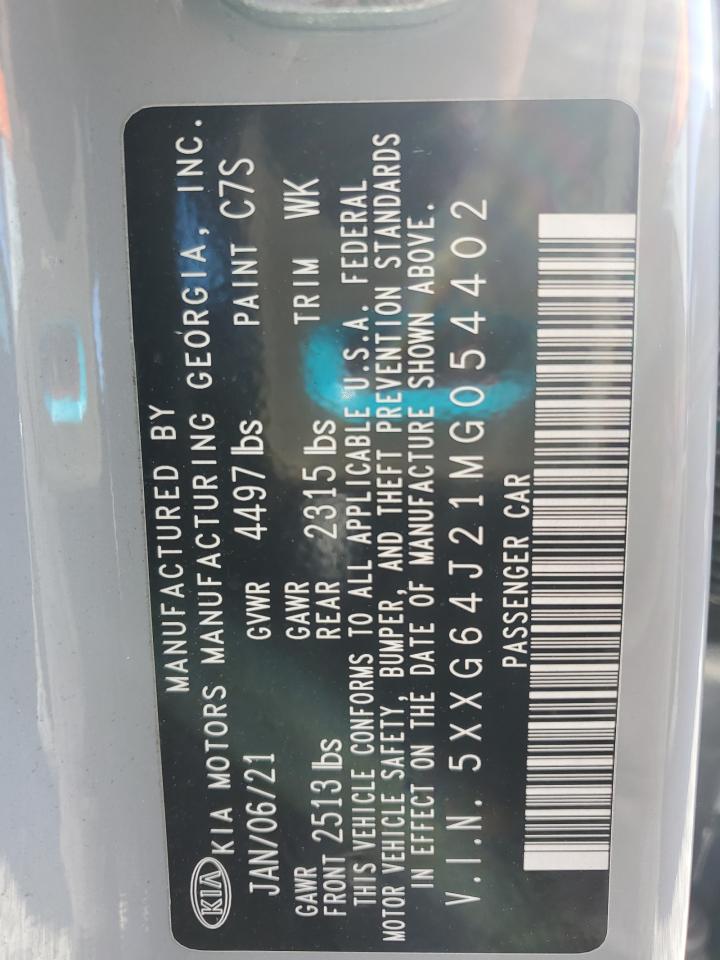 MANUFACTURED BY
KIA KIA MOTORS MANUFACTURING GEORGIA, INC.
JAN/06/21 GVWR 4497 lbs PAINT C7S
GAWR FRONT 2513 lbs GAWR REAR 2315 lbs TRIM WK
THIS VEHICLE CONFORMS TO ALL APPLICABLE U.S.A. FEDERAL
MOTOR VEHICLE SAFETY, BUMPER, AND THEFT PREVENTION STANDARDS
IN EFFECT ON THE DATE OF MANUFACTURE SHOWN ABOVE.
V.I.N. 5XXG64J21MG054402
PASSENGER CAR